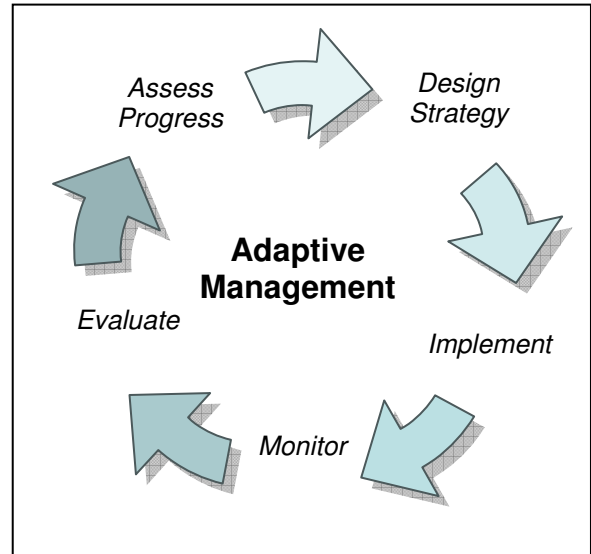 Assess
Progress
Design
Strategy
Adaptive
Management
Evaluate
Implement
Monitor